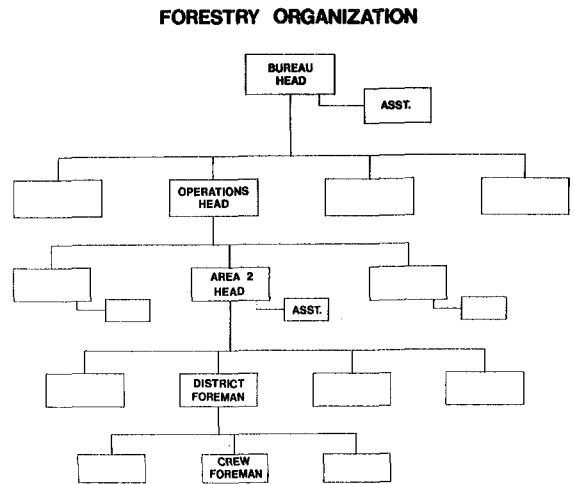 FORESTRY ORGANIZATION
BUREAU
HEAD
ASST.
OPERATIONS
HEAD
AREA 2
HEAD
ASST.
DISTRICT
FOREMAN
CREW
FOREMAN